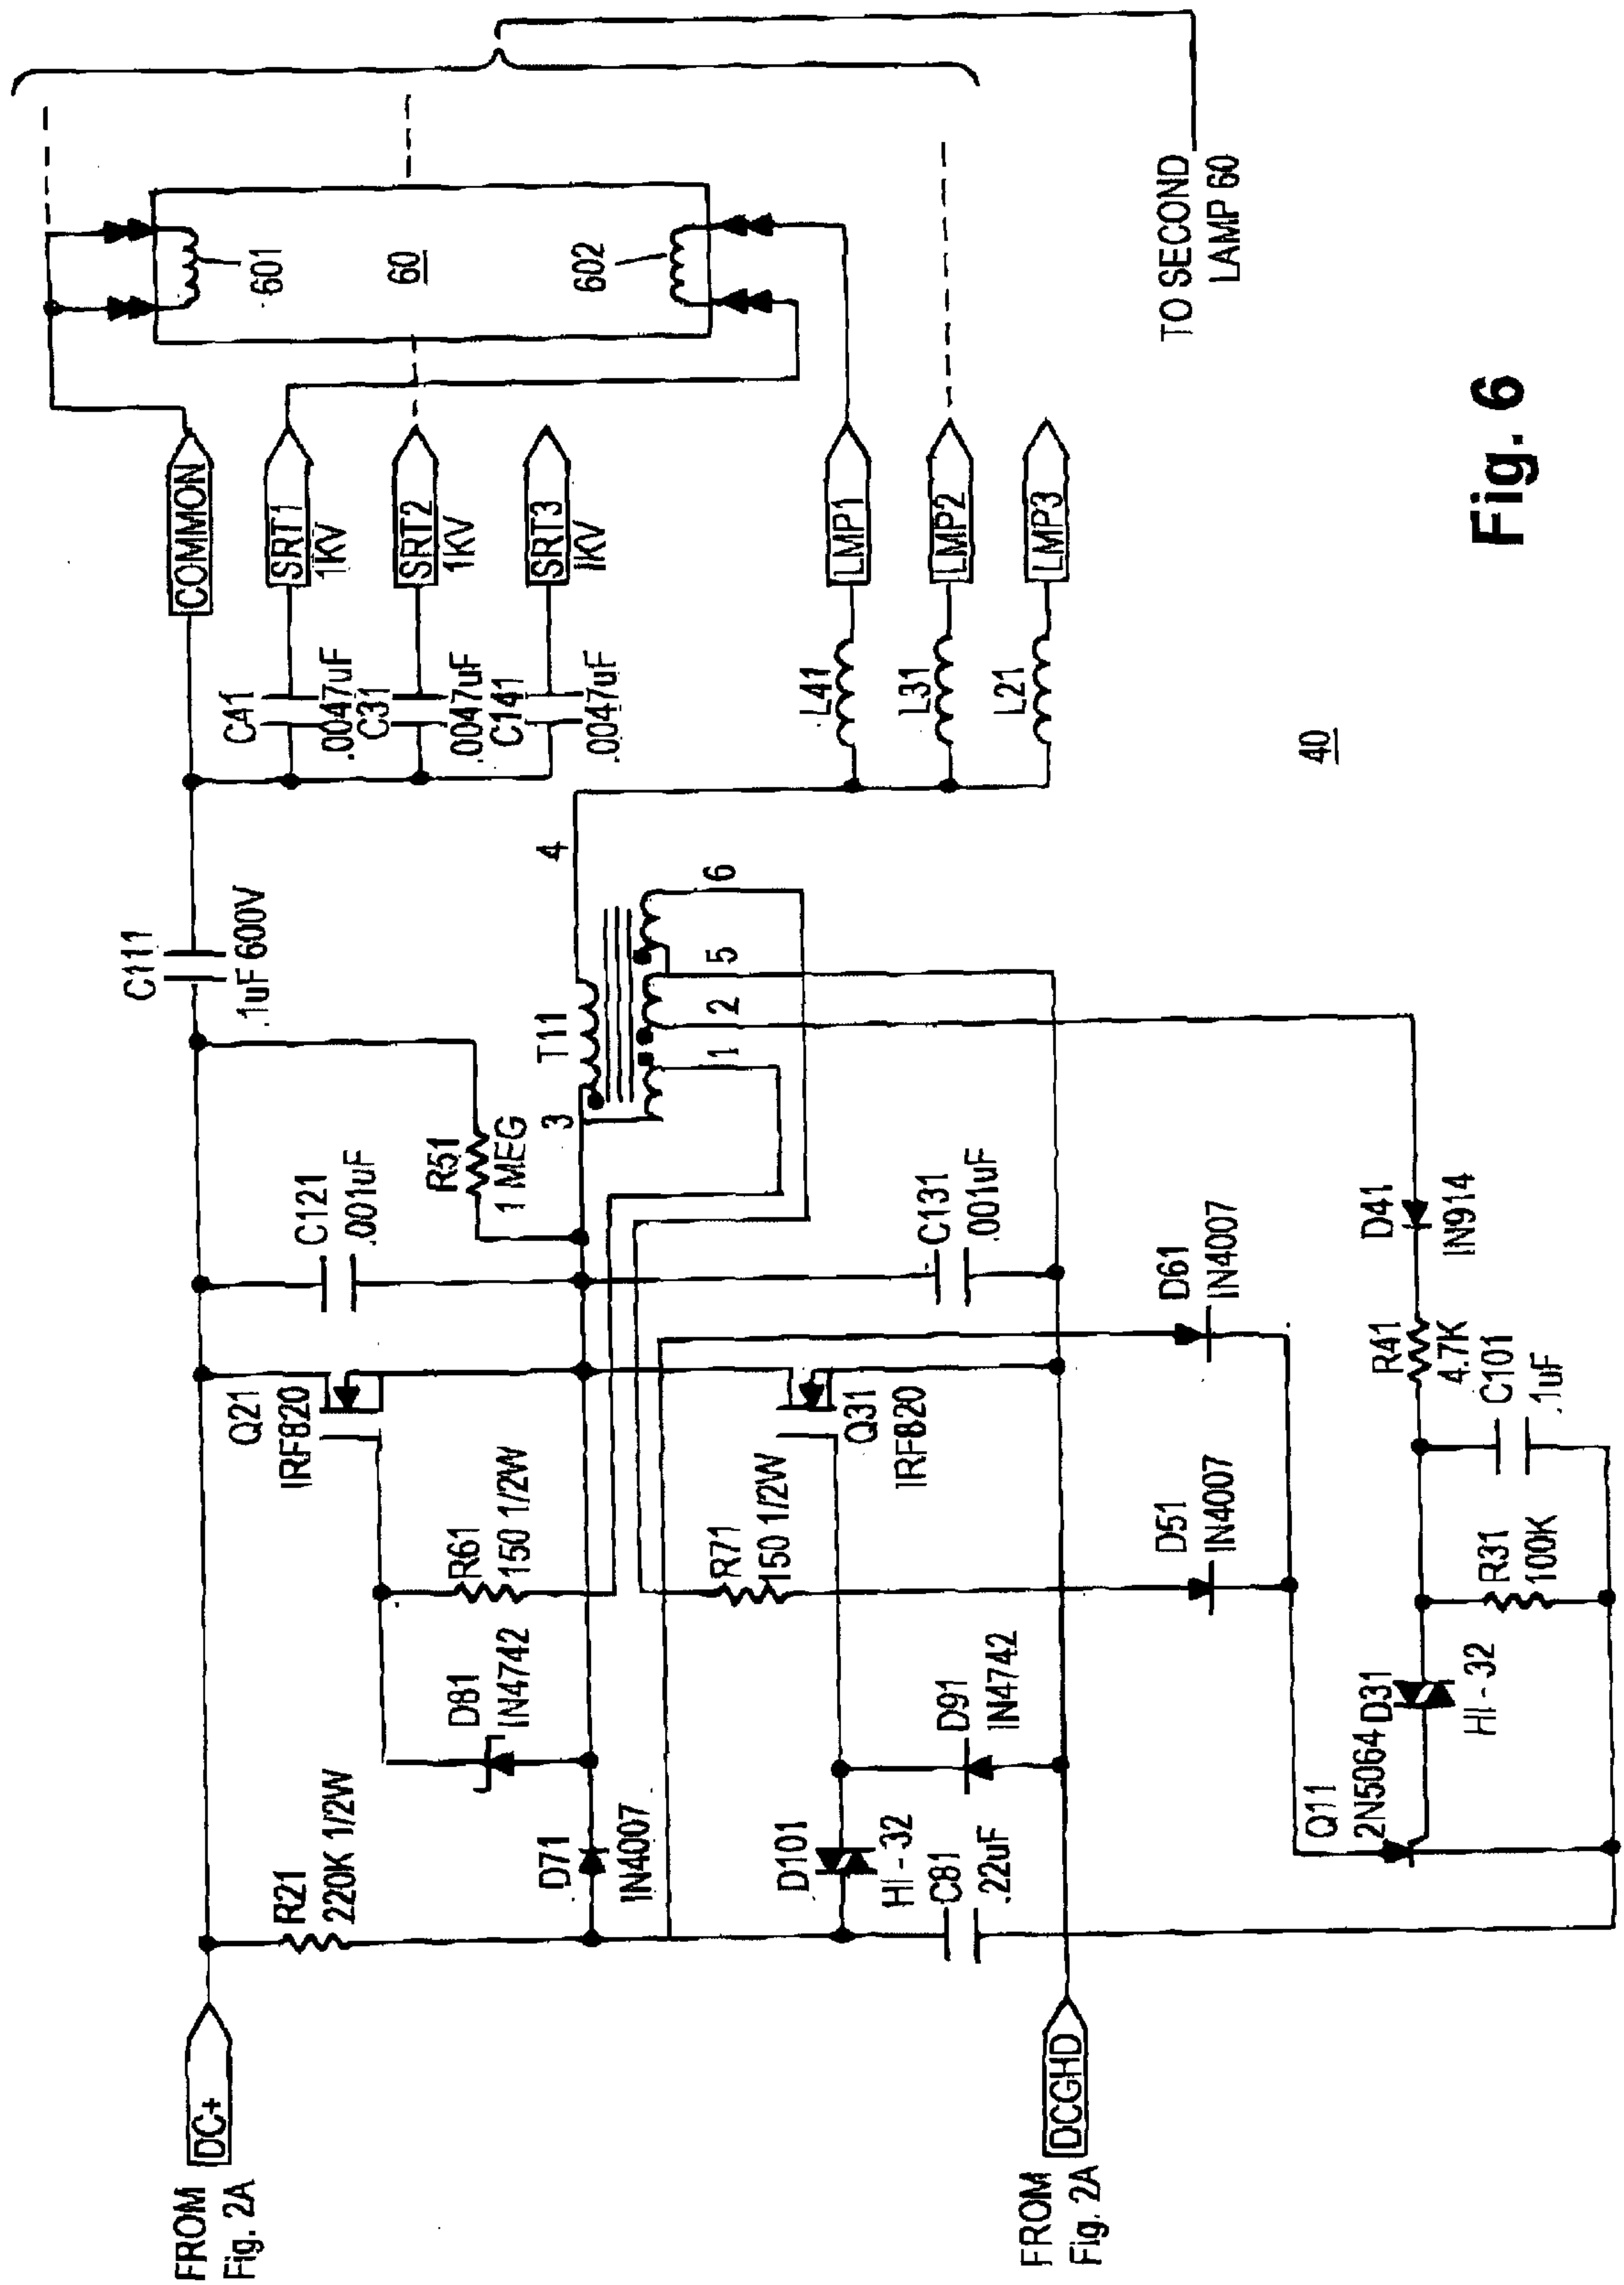 FROM
Fig. 2A
DC+
R21
220K 1/2W
D71
IN4007
D81
IN4742
R61
150 1/2W
Q21
IRF820
C121
.001uF
R51
1 MEG
C111
.1uF 600V
T11
3
4
1
2
5
6
COMMON
C41
.0047uF
SRT1
1KV
C31
.0047uF
SRT2
1KV
C141
.0047uF
SRT3
1KV
L41
LMP1
L31
LMP2
L21
LMP3
601
60
602
TO SECOND
LAMP 60
FROM
Fig. 2A
DCGHD
D101
HI-32
C81
.22uF
D91
IN4742
R71
150 1/2W
Q31
IRF820
C131
.001uF
D51
IN4007
D61
IN4007
Q11
2N5064
D31
HI-32
R31
100K
C101
.1uF
R41
4.7K
D41
IN914
40
Fig. 6